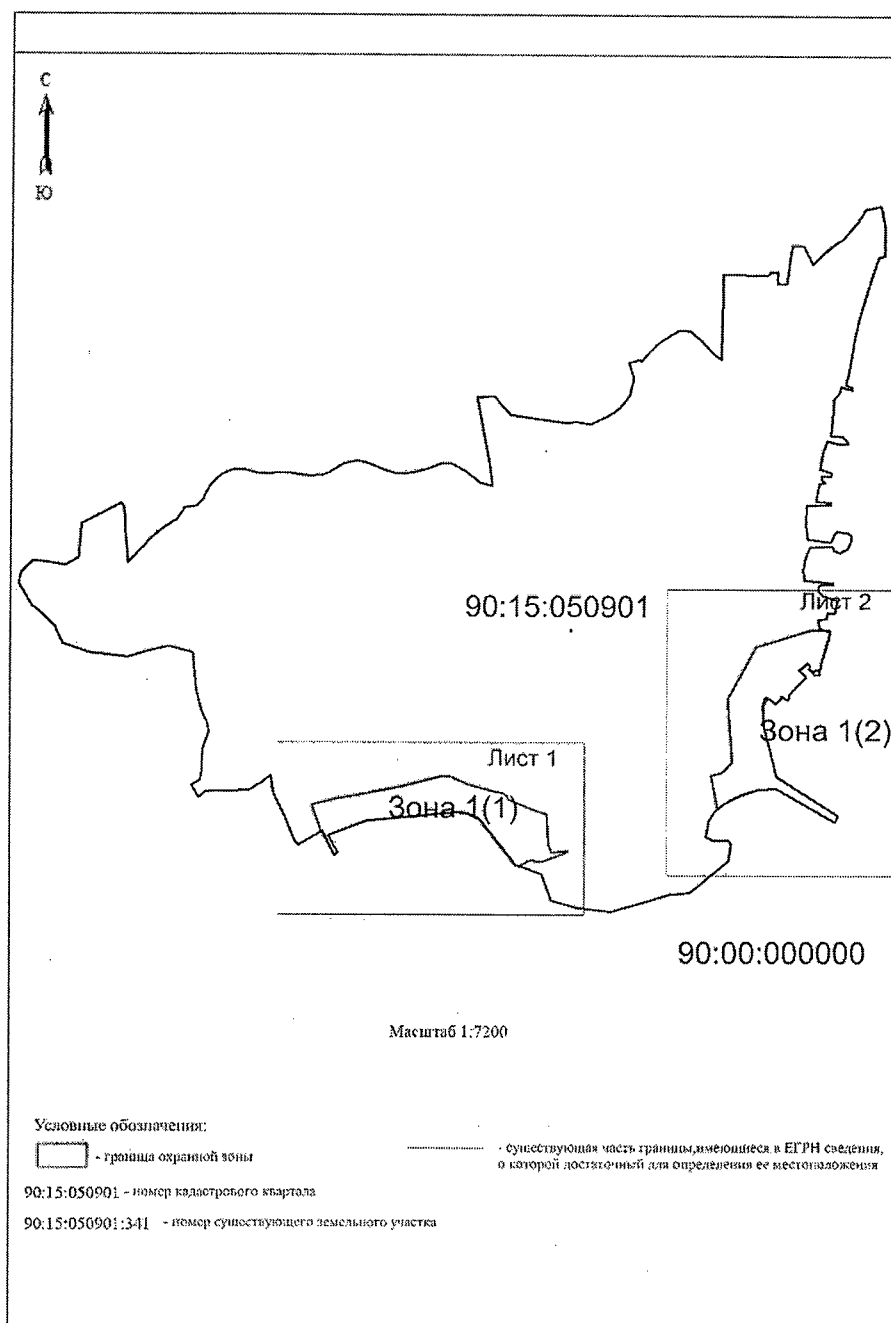 С
Ю
90:15:050901
Лист 2
Зона 1(2)
Лист 1
Зона 1(1)
90:00:000000
Масштаб 1:7200
Условные обозначения:
- граница охранной зоны
- существующая часть границы,имеющиеся в ЕГРН сведения,
о которой достаточный для определения ее местоположения
90:15:050901 - номер кадастрового квартала
90:15:050901:341 - номер существующего земельного участка